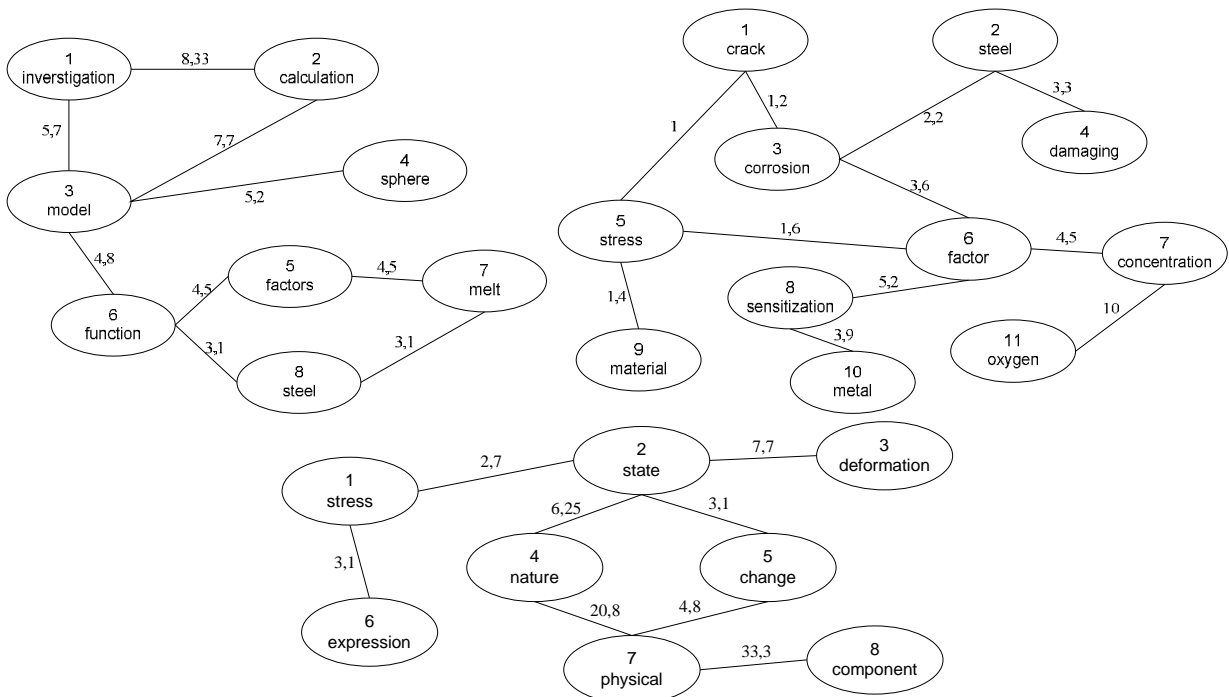 1
inverstigation
8,33
2
calculation
5,7
7,7
4
sphere
3
model
5,2
4,8
5
factors
4,5
7
melt
4,5
6
function
3,1
3,1
8
steel
1
crack
2
steel
1,2
3,3
1
2,2
4
damaging
3
corrosion
3,6
5
stress
1,6
6
factor
4,5
7
concentration
5,2
8
sensitization
1,4
10
3,9
11
oxygen
9
material
10
metal
2
state
7,7
3
deformation
2,7
1
stress
6,25
3,1
3,1
4
nature
5
change
20,8
4,8
6
expression
33,3
8
component
7
physical